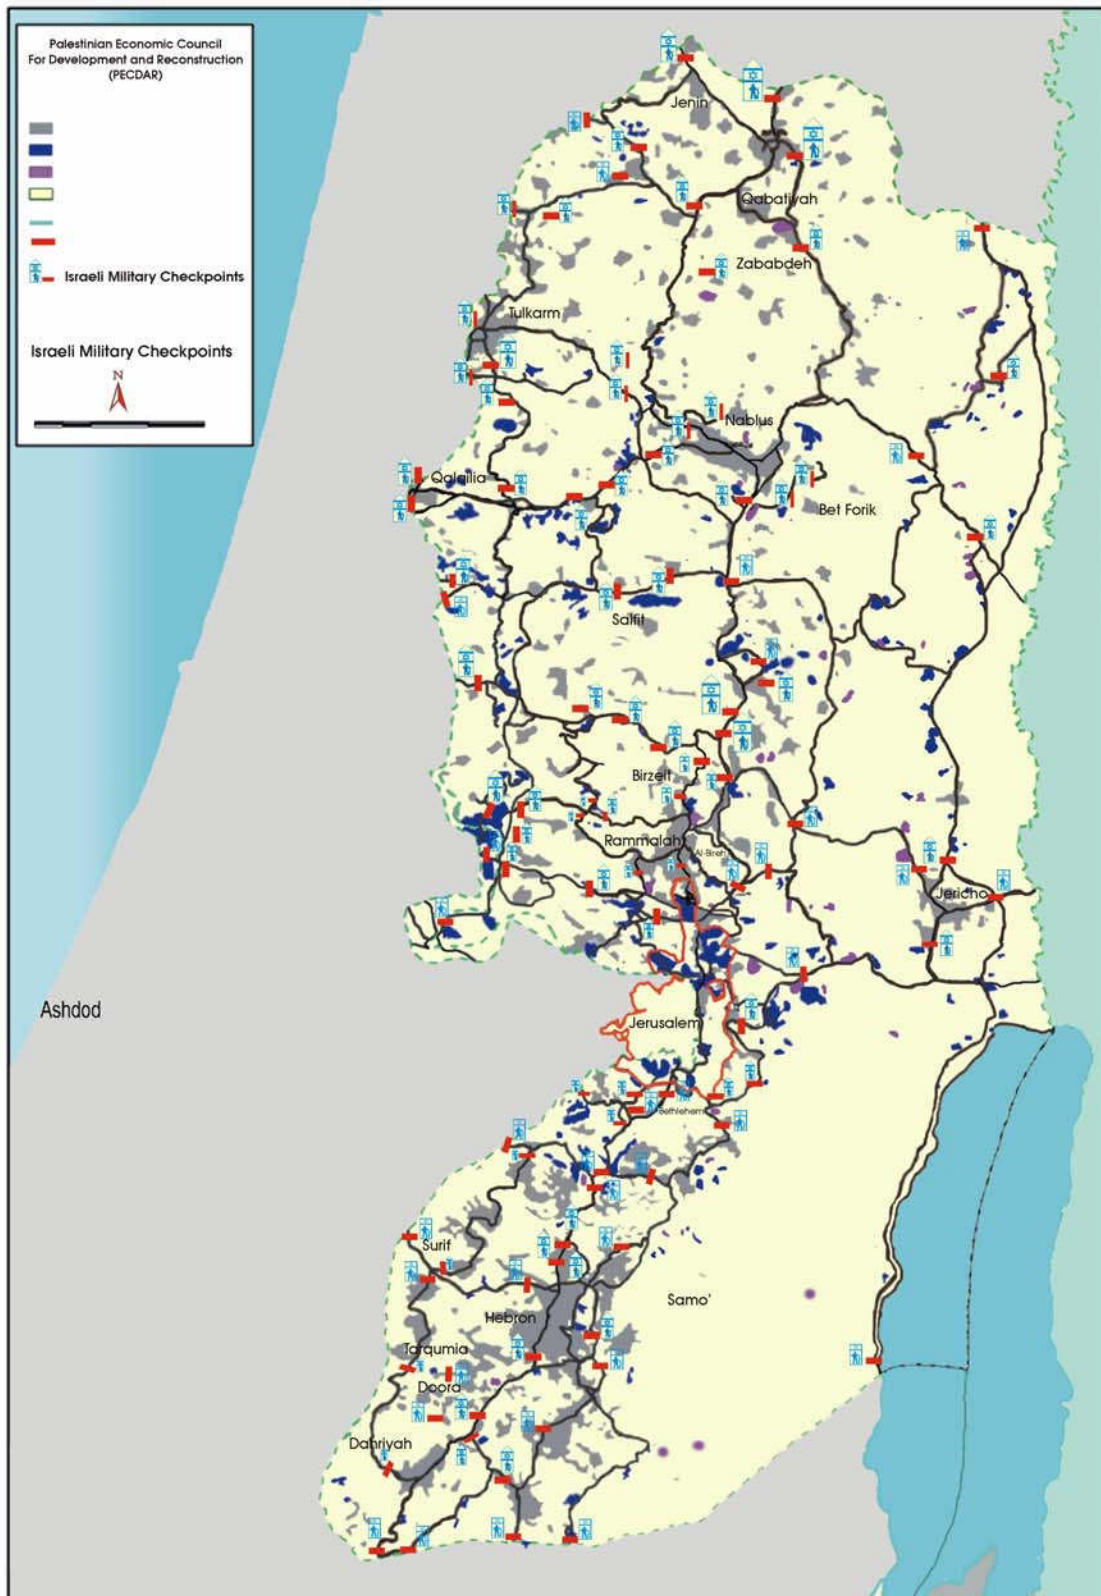 Palestinian Economic Council
For Development and Reconstruction
(PECDAR)
Israeli Military Checkpoints
Israeli Military Checkpoints
N
Jenin
Qabatiyah
Zababdeh
Tulkarm
Nablus
Qalqilia
Bet Forik
Salfit
Birzeit
Rammalah
Al-Bireh
Jericho
Ashdod
Jerusalem
Bethlehem
Surif
Samo'
Hebron
Tarqumia
Doora
Dahriyah